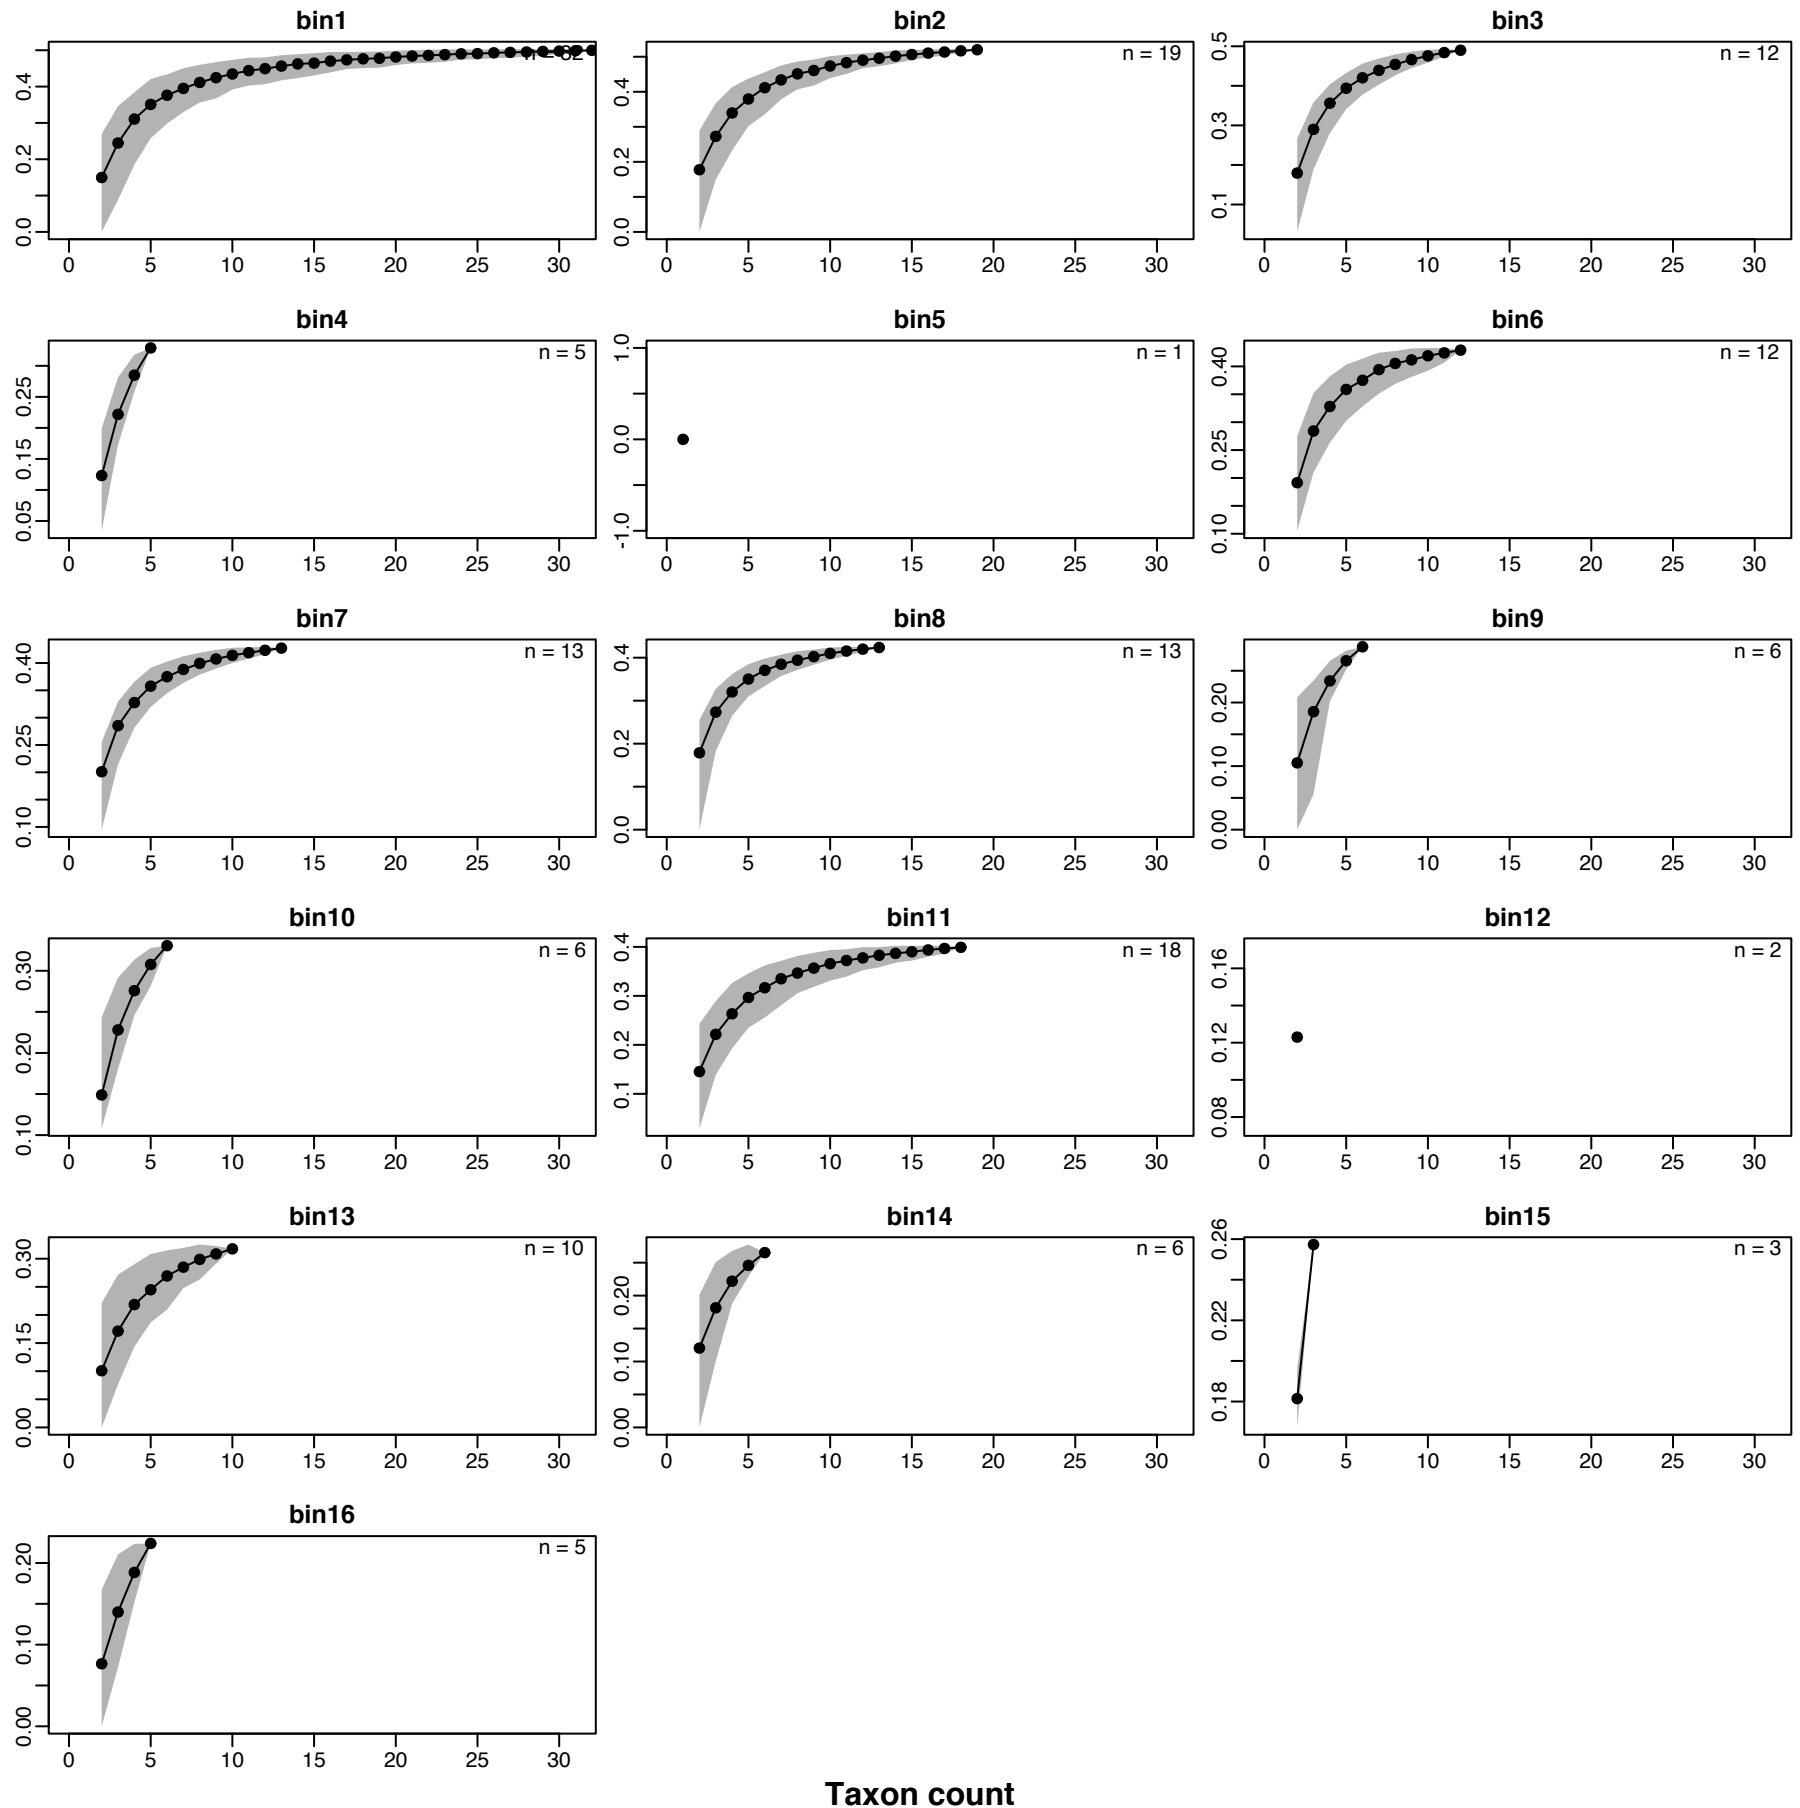 bin1
n = 32
0.4
0.2
0.0
0 5 10 15 20 25 30
bin2
n = 19
0.4
0.2
0.0
0 5 10 15 20 25 30
bin3
n = 12
0.5
0.3
0.1
0 5 10 15 20 25 30
bin4
n = 5
0.25
0.15
0.05
0 5 10 15 20 25 30
bin5
n = 1
1.0
0.0
-1.0
0 5 10 15 20 25 30
bin6
n = 12
0.40
0.25
0.10
0 5 10 15 20 25 30
bin7
n = 13
0.40
0.25
0.10
0 5 10 15 20 25 30
bin8
n = 13
0.4
0.2
0.0
0 5 10 15 20 25 30
bin9
n = 6
0.20
0.10
0.00
0 5 10 15 20 25 30
bin10
n = 6
0.30
0.20
0.10
0 5 10 15 20 25 30
bin11
n = 18
0.4
0.3
0.2
0.1
0 5 10 15 20 25 30
bin12
n = 2
0.16
0.12
0.08
0 5 10 15 20 25 30
bin13
n = 10
0.30
0.15
0.00
0 5 10 15 20 25 30
bin14
n = 6
0.20
0.10
0.00
0 5 10 15 20 25 30
bin15
n = 3
0.26
0.22
0.18
0 5 10 15 20 25 30
bin16
n = 5
0.20
0.10
0.00
0 5 10 15 20 25 30
Taxon count